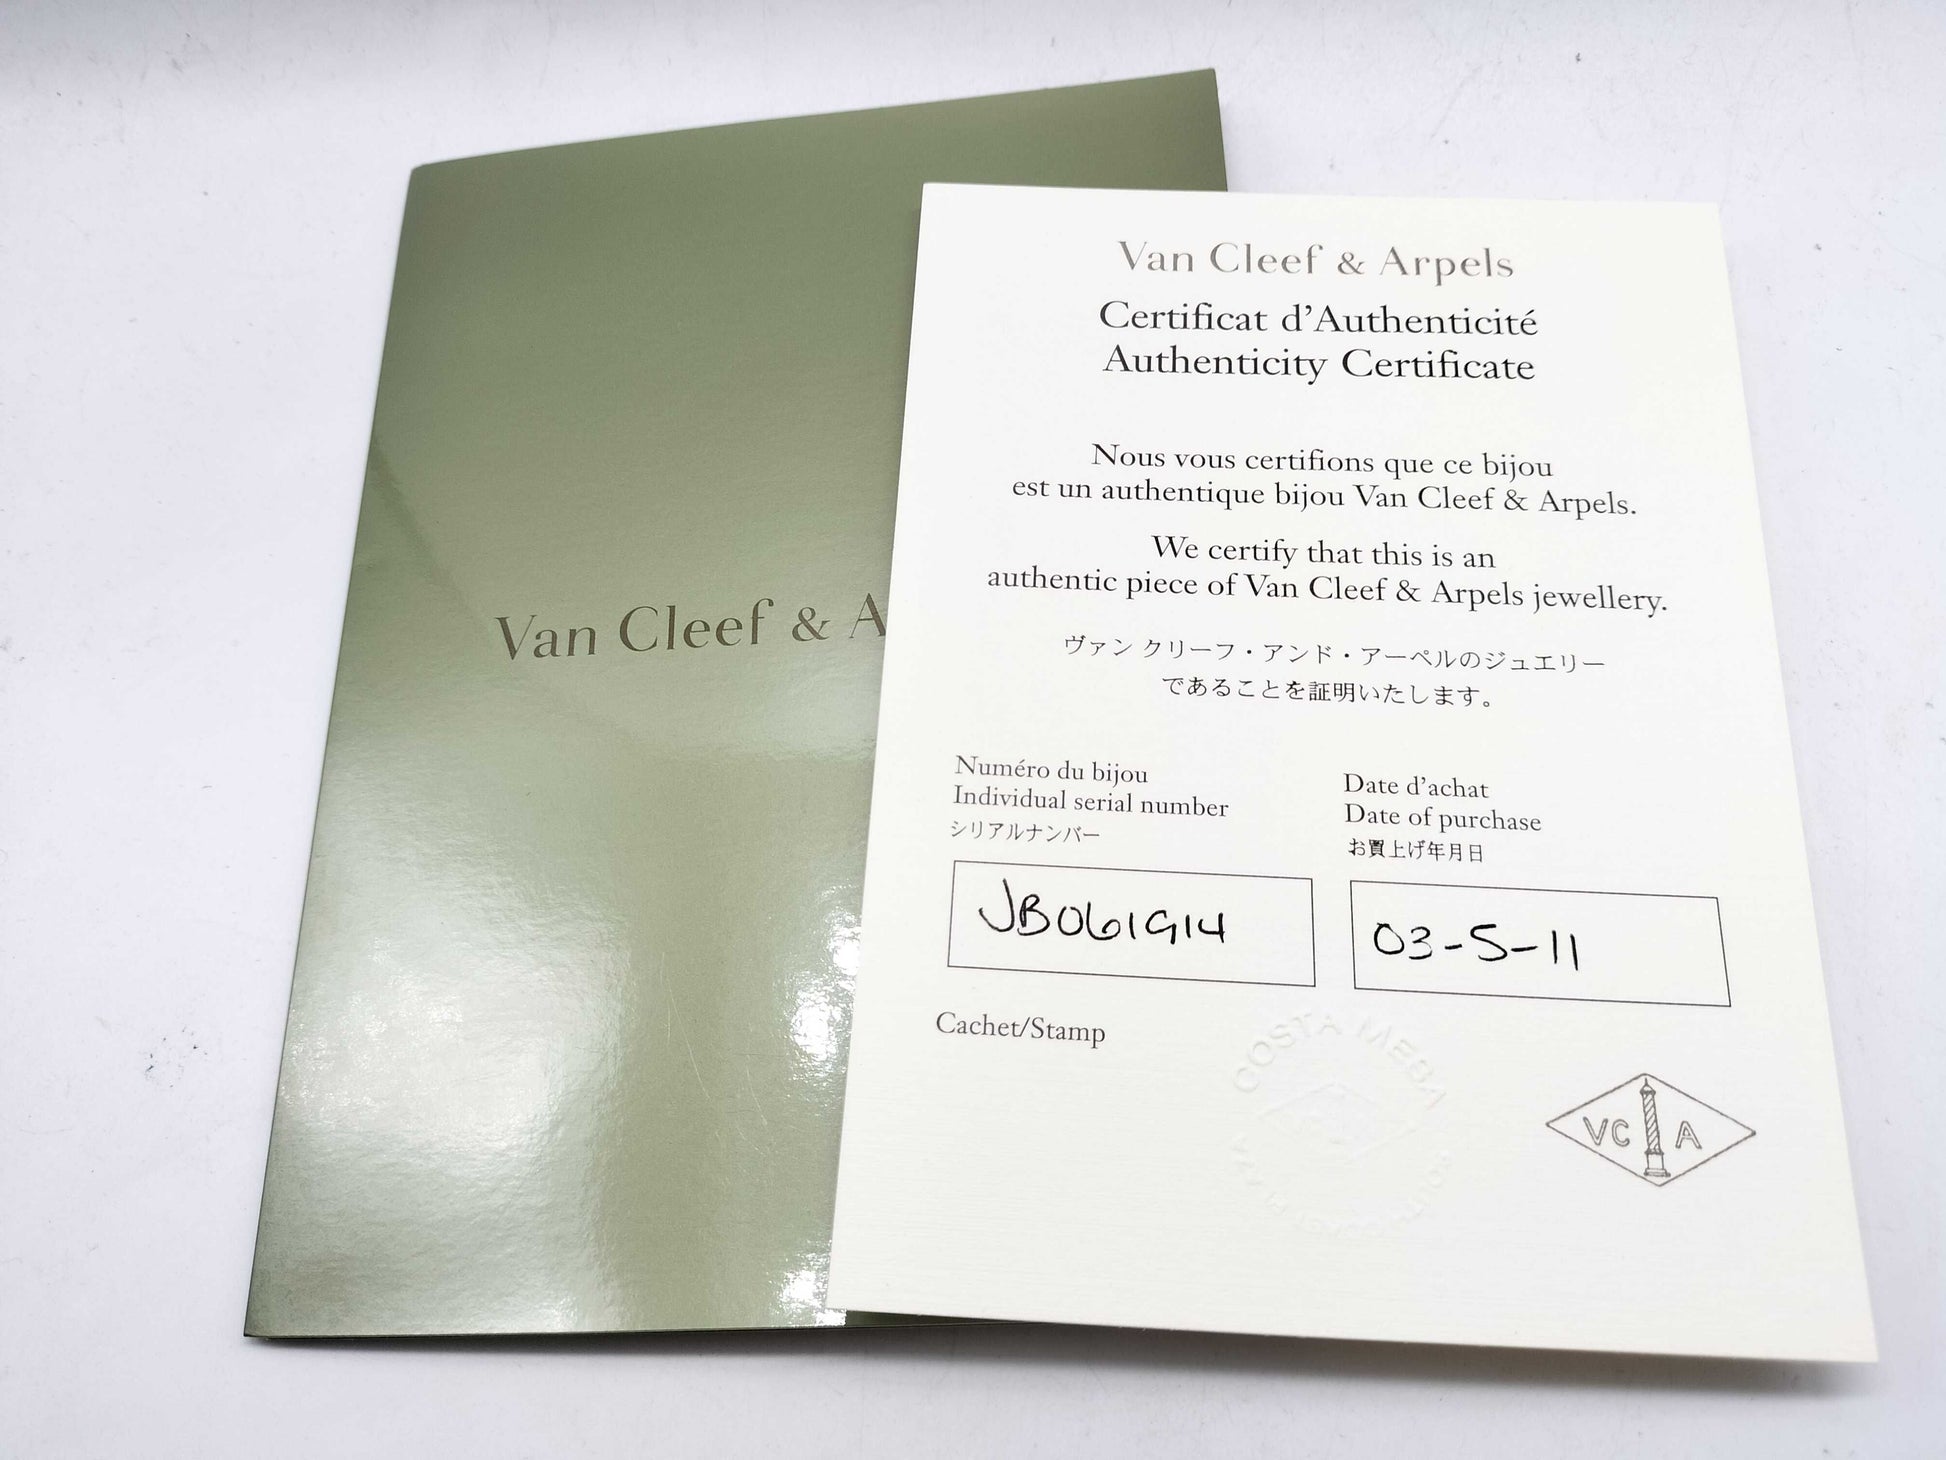 Van Cleef & A
Van Cleef & Arpels
Certificat d'Authenticité
Authenticity Certificate
Nous vous certifions que ce bijou
est un authentique bijou Van Cleef & Arpels.
We certify that this is an
authentic piece of Van Cleef & Arpels jewellery.
ヴァン クリーフ・アンド・アーペルのジュエリー
であることを証明いたします。
Numéro du bijou
Individual serial number
シリアルナンバー
JB061914
Date d'achat
Date of purchase
お買上げ年月日
03-5-11
Cachet/Stamp
COSTA MESA
VC A